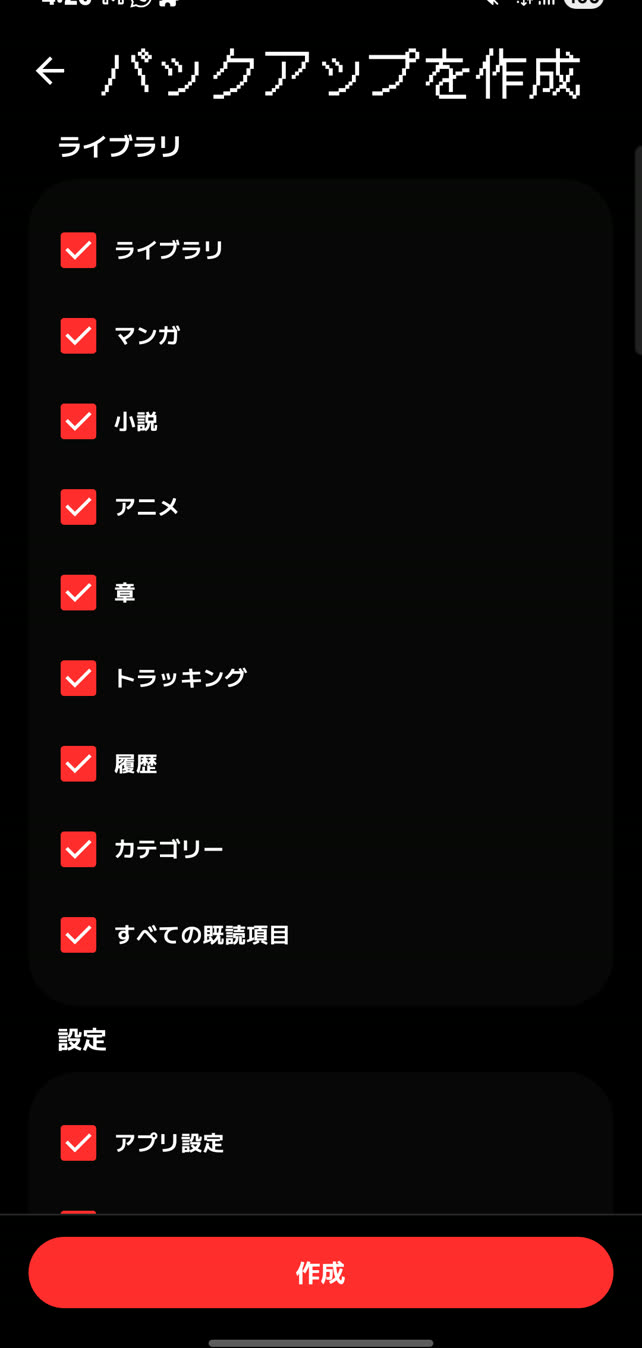 バックアップを作成
ライブラリ
ライブラリ
マンガ
小説
アニメ
章
トラッキング
履歴
カテゴリー
すべての既読項目
設定
アプリ設定
作成